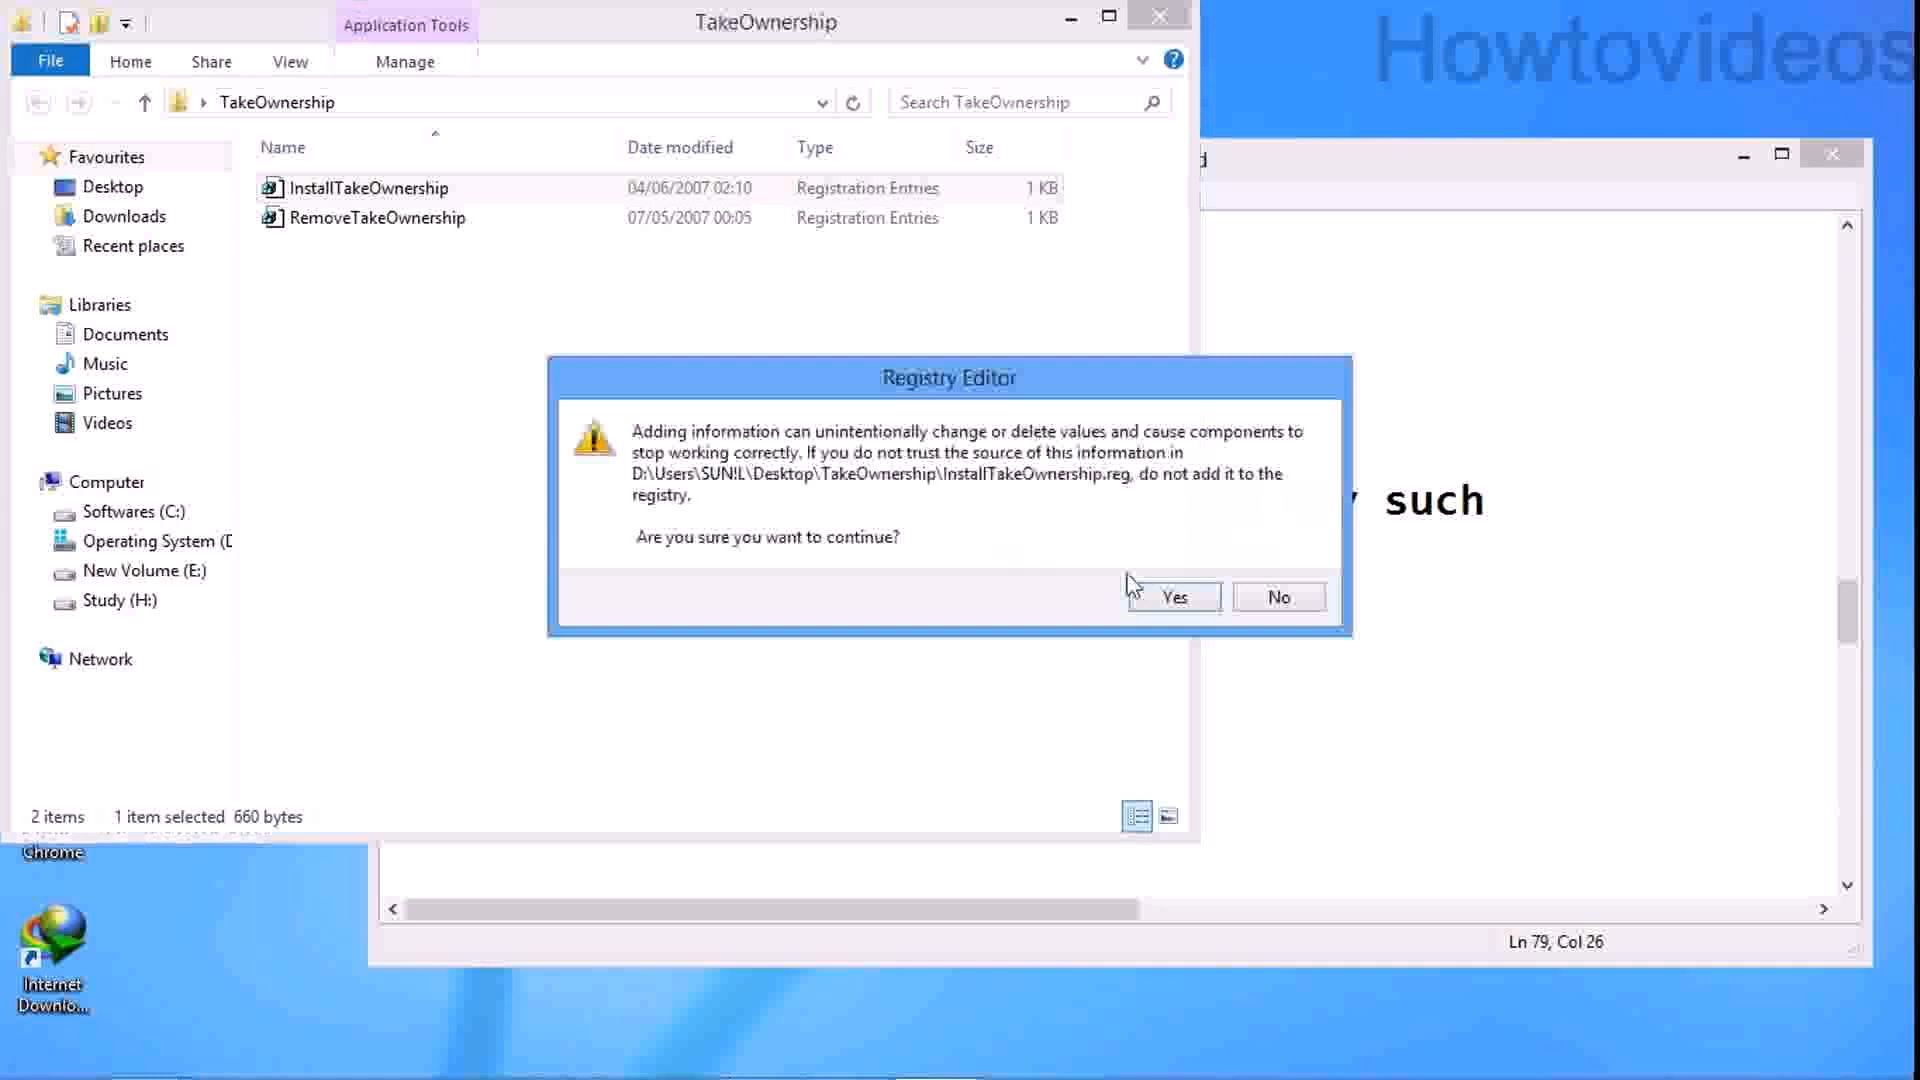 Application Tools
TakeOwnership
Howtovideos
File
Home
Share
View
Manage
TakeOwnership
Search TakeOwnership
Name
Date modified
Type
Size
InstallTakeOwnership
04/06/2007 02:10
Registration Entries
1 KB
RemoveTakeOwnership
07/05/2007 00:05
Registration Entries
1 KB
Favourites
Desktop
Downloads
Recent places
Libraries
Documents
Music
Pictures
Videos
Computer
Softwares (C:)
Operating System (D
New Volume (E:)
Study (H:)
Network
Registry Editor
Adding information can unintentionally change or delete values and cause components to
stop working correctly. If you do not trust the source of this information in
D:\Users\SUN!L\Desktop\TakeOwnership\InstallTakeOwnership.reg, do not add it to the
registry.
Are you sure you want to continue?
Yes
No
such
2 items
1 item selected 660 bytes
Chrome
Internet
Downlo...
Ln 79, Col 26